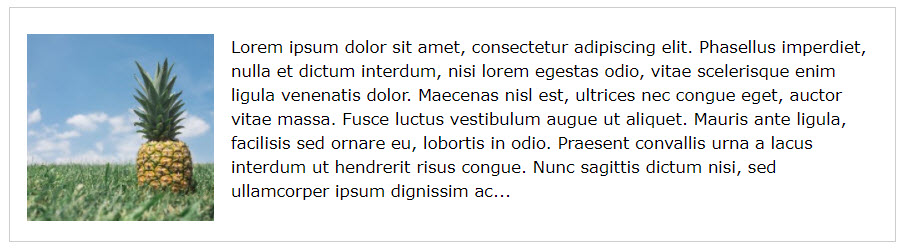 Lorem ipsum dolor sit amet, consectetur adipiscing elit. Phasellus imperdiet,
nulla et dictum interdum, nisi lorem egestas odio, vitae scelerisque enim
ligula venenatis dolor. Maecenas nisl est, ultrices nec congue eget, auctor
vitae massa. Fusce luctus vestibulum augue ut aliquet. Mauris ante ligula,
facilisis sed ornare eu, lobortis in odio. Praesent convallis urna a lacus
interdum ut hendrerit risus congue. Nunc sagittis dictum nisi, sed
ullamcorper ipsum dignissim ac...